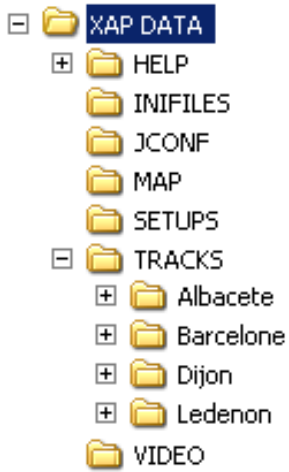 XAP DATA
HELP
INIFILES
JCONF
MAP
SETUPS
TRACKS
Albacete
Barcelone
Dijon
Ledenon
VIDEO